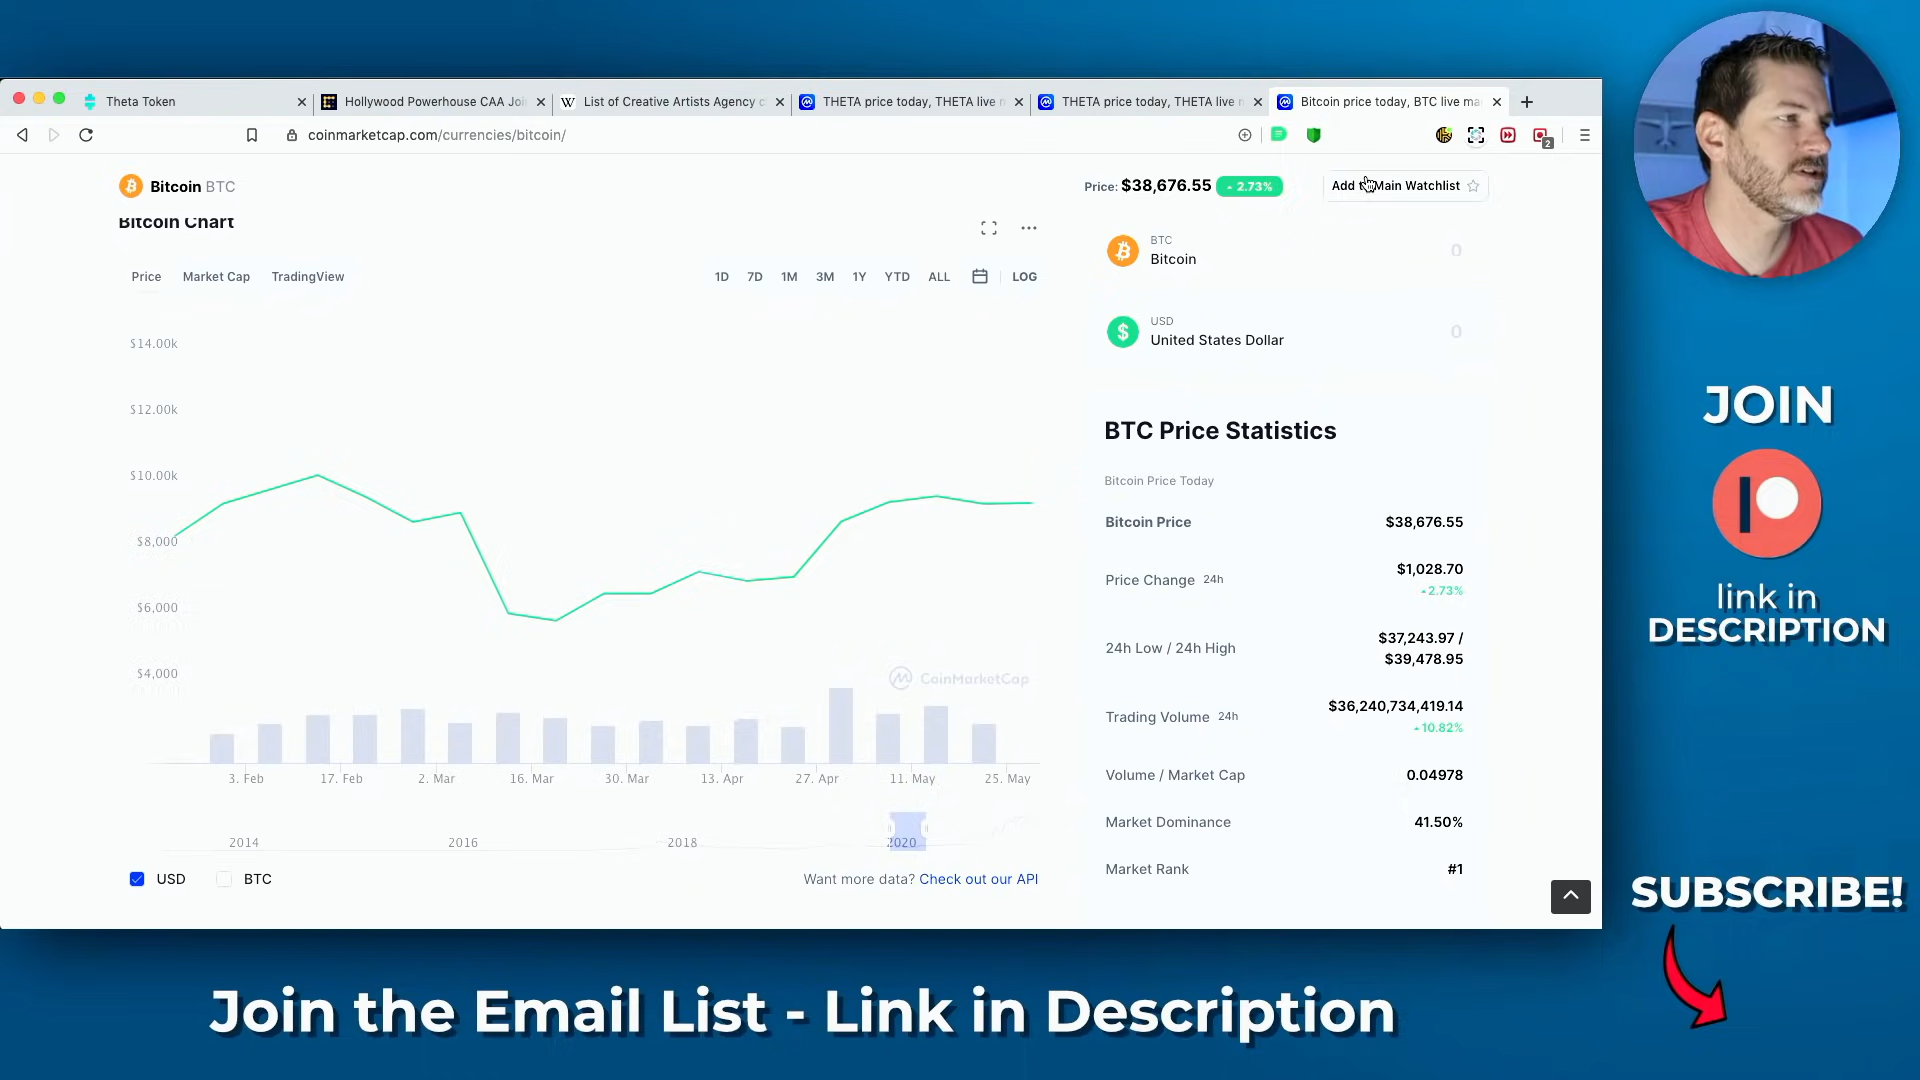 Theta Token
Hollywood Powerhouse CAA Joi
List of Creative Artists Agency c
THETA price today, THETA live n
THETA price today, THETA live n
Bitcoin price today, BTC live ma
coinmarketcap.com/currencies/bitcoin/
2
Bitcoin BTC
Price: $38,676.55 2.73%
Add t Main Watchlist
Bitcoin Chart
Price Market Cap TradingView
1D 7D 1M 3M 1Y YTD ALL LOG
$14.00k
$12.00k
$10.00k
$8,000
$6,000
$4,000
CoinMarketCap
3. Feb 17. Feb 2. Mar 16. Mar 30. Mar 13. Apr 27. Apr 11. May 25. May
2014 2016 2018 2020
USD BTC
Want more data? Check out our API
BTC
Bitcoin 0
USD
United States Dollar 0
BTC Price Statistics
Bitcoin Price Today
Bitcoin Price $38,676.55
Price Change 24h $1,028.70
2.73%
24h Low / 24h High $37,243.97 /
$39,478.95
Trading Volume 24h $36,240,734,419.14
10.82%
Volume / Market Cap 0.04978
Market Dominance 41.50%
Market Rank #1
JOIN
link in
DESCRIPTION
SUBSCRIBE!
Join the Email List - Link in Description